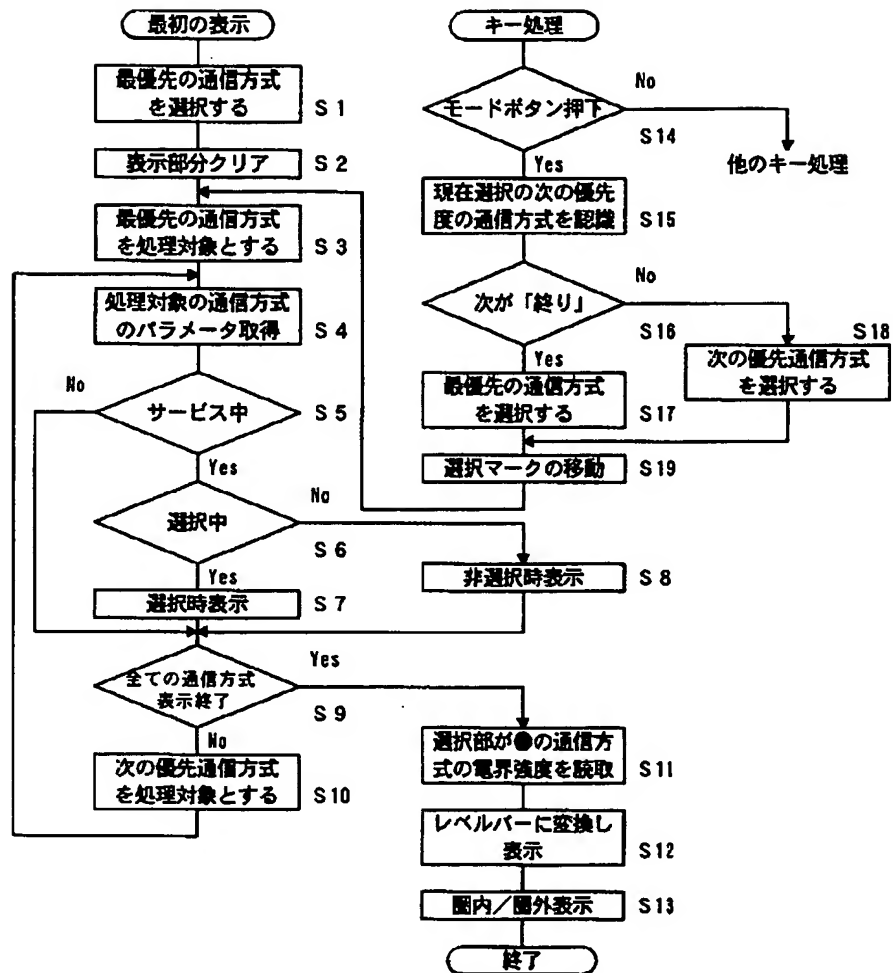 最初の表示
最優先の通信方式
を選択する
S1
表示部分クリア
S2
最優先の通信方式
を処理対象とする
S3
処理対象の通信方式
のパラメータ取得
S4
No
サービス中
S5
Yes
No
選択中
S6
Yes
選択時表示
S7
非選択時表示
S8
Yes
全ての通信方式
表示終了
S9
No
次の優先通信方式
を処理対象とする
S10
キー処理
No
モードボタン押下
S14
他のキー処理
Yes
現在選択の次の優先
度の通信方式を認識
S15
No
次が「終り」
S16
S18
次の優先通信方式
を選択する
Yes
最優先の通信方式
を選択する
S17
選択マークの移動
S19
選択部が●の通信方
式の電界強度を読取
S11
レベルバーに変換し
表示
S12
圏内／圏外表示
S13
終了